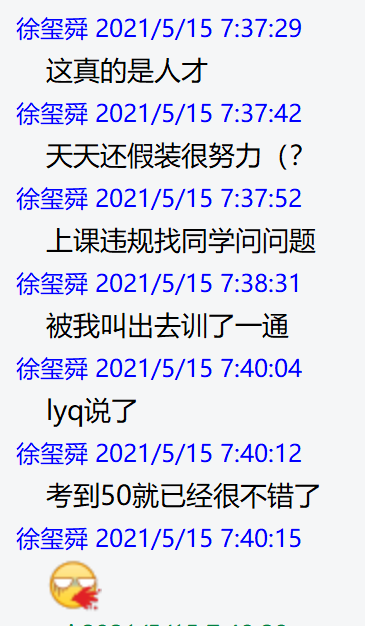 徐玺舜 2021/5/15 7:37:29
这真的是人才
徐玺舜 2021/5/15 7:37:42
天天还假装很努力（？
徐玺舜 2021/5/15 7:37:52
上课违规找同学问问题
徐玺舜 2021/5/15 7:38:31
被我叫出去训了一通
徐玺舜 2021/5/15 7:40:04
lyq说了
徐玺舜 2021/5/15 7:40:12
考到50就已经很不错了
徐玺舜 2021/5/15 7:40:15